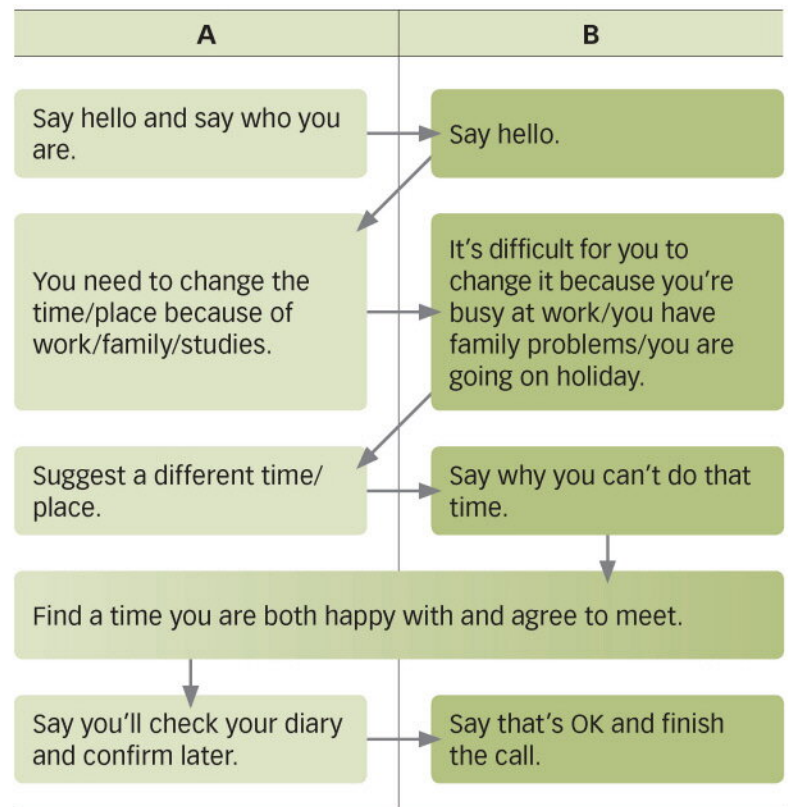 A
B
Say hello and say who you
are.
Say hello.
You need to change the
time/place because of
work/family/studies.
It's difficult for you to
change it because you're
busy at work/you have
family problems/you are
going on holiday.
Suggest a different time/
place.
Say why you can't do that
time.
Find a time you are both happy with and agree to meet.
Say you'll check your diary
and confirm later.
Say that's OK and finish
the call.